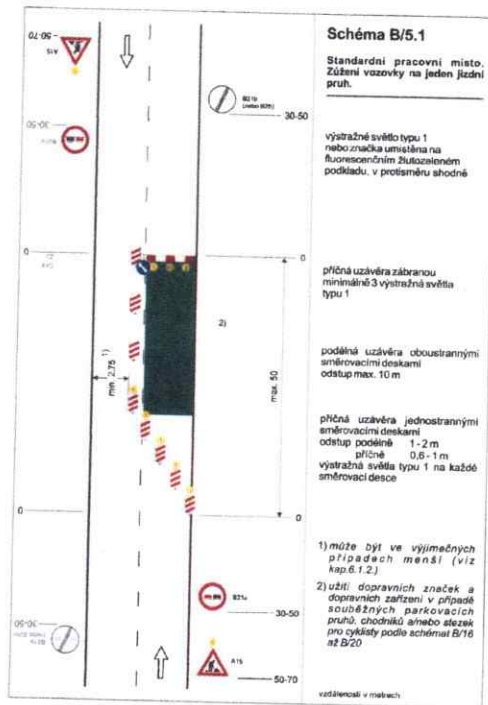 Schéma B/5.1
Standardní pracovní místo.
Zúžení vozovky na jeden jízdní
pruh.
výstražné světlo typu 1
nebo značka umístěna na
fluorescenčním žlutozeleném
podkladu, v protisměru shodně
příčná uzávěra zábranou
minimálně 3 výstražná světla
typu 1
podélná uzávěra oboustrannými
směrovacími deskami
odstup max. 10 m
příčná uzávěra jednostrannými
směrovacími deskami
odstup podélně 1-2 m
příčně 0,6-1 m
výstražná světla typu 1 na každé
směrovací desce
1) může být ve výjimečných
případech menší (viz
kap.6.1.2.)
2) užití dopravních značek a
dopravních zařízení v případě
souběžných parkovacích
pruhů, chodníků a/nebo stezek
pro cyklisty podle schémat B/16
až B/20
vzdálenosti v metrech
50-70
A15
30-50
0
min. 2,75 1)
0
30-50
B21a
30-50
0
2)
max. 50
0
B21a
30-50
A15
50-70